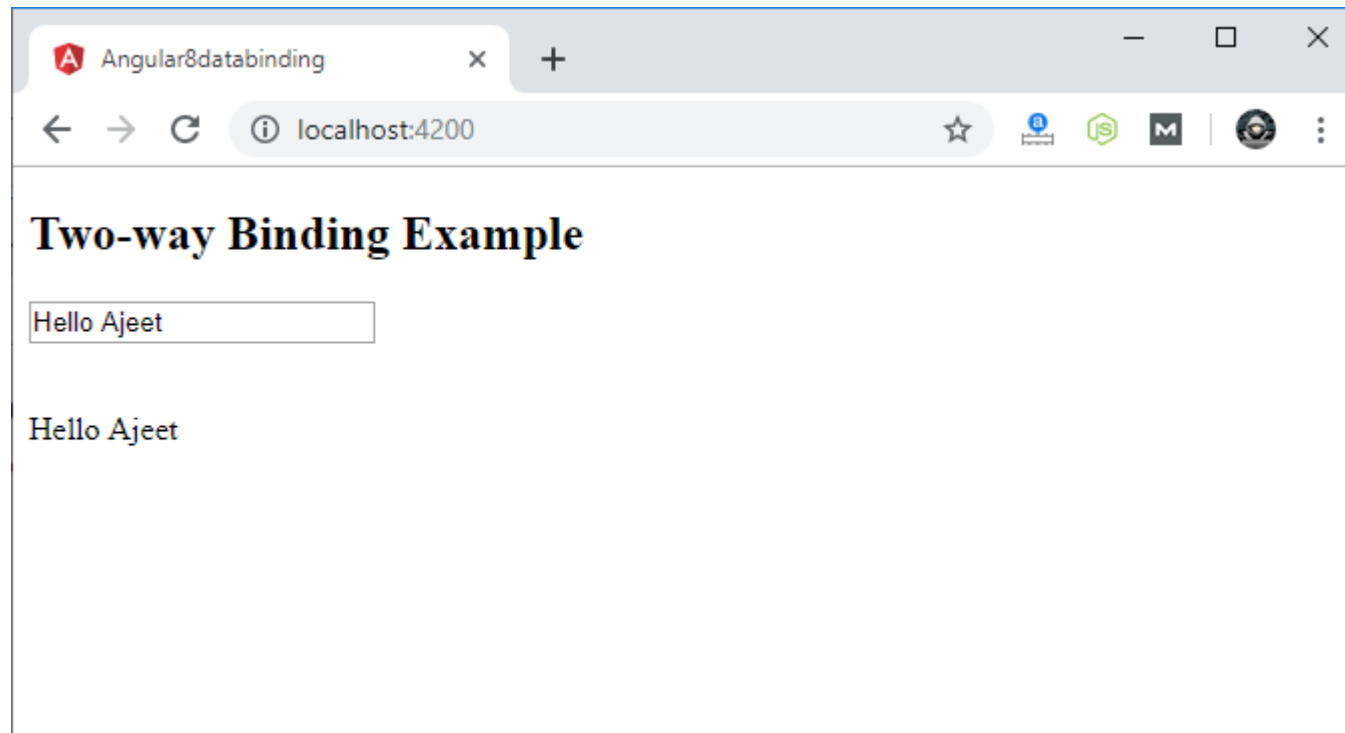 Angular8databinding
localhost:4200
Two-way Binding Example
Hello Ajeet
Hello Ajeet